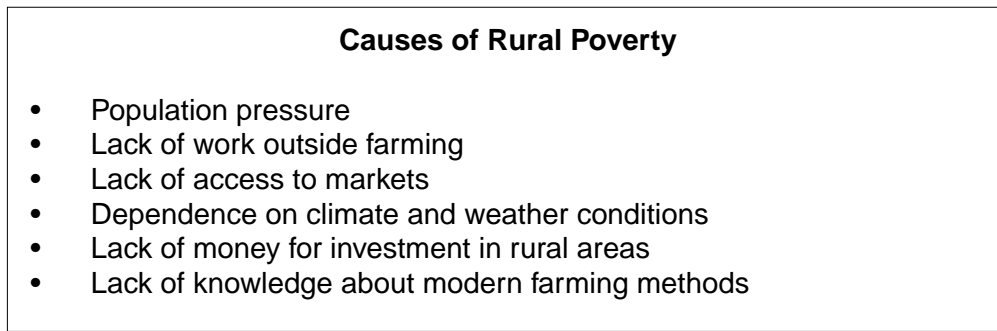 Causes of Rural Poverty
• Population pressure
• Lack of work outside farming
• Lack of access to markets
• Dependence on climate and weather conditions
• Lack of money for investment in rural areas
• Lack of knowledge about modern farming methods